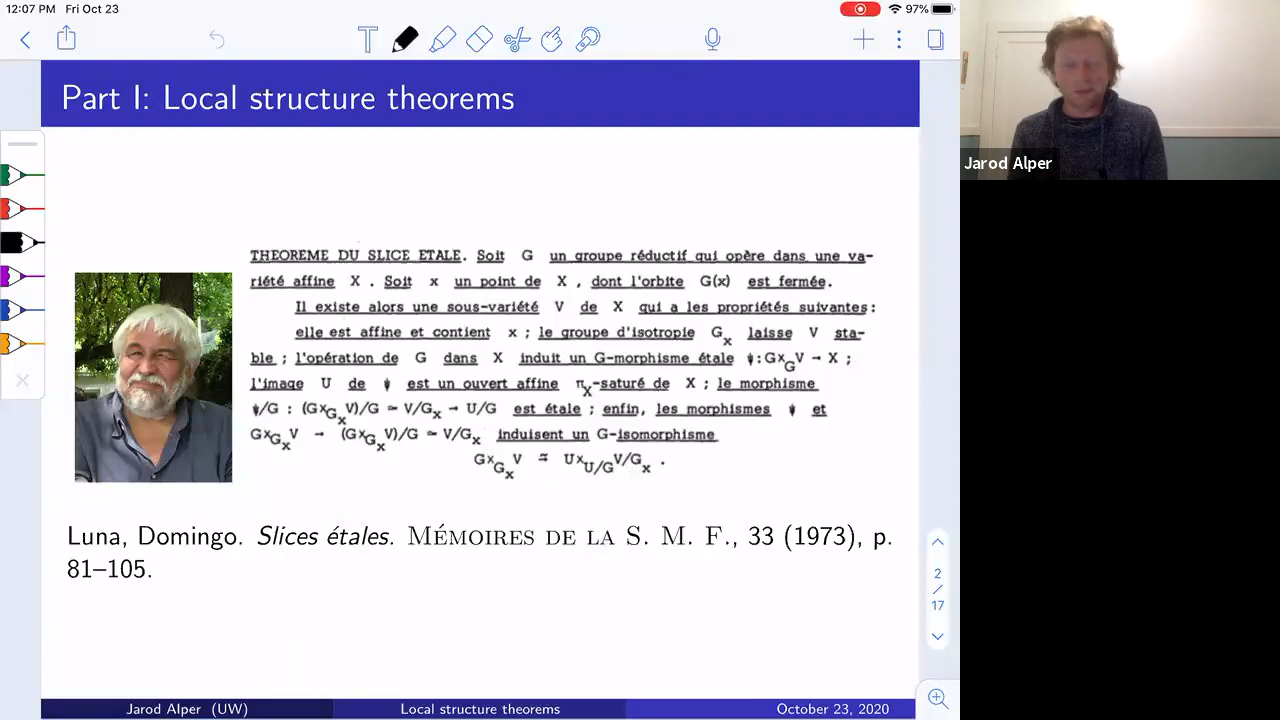 12:07 PM Fri Oct 23
97%
Part I: Local structure theorems
THEOREME DU SLICE ETALE. Soit G un groupe réductif qui opère dans une va-
riété affine X. Soit x un point de X, dont l'orbite G(x) est fermée.
Il existe alors une sous-variété V de X qui a les propriétés suivantes:
elle est affine et contient x; le groupe d'isotropie G_x laisse V sta-
ble; l'opération de G dans X induit un G-morphisme étale ψ: G×_G V → X;
l'image U de ψ est un ouvert affine π_X-saturé de X; le morphisme
ψ/G : (G×_{G_x}V)/G ≃ V/G_x → U/G est étale; enfin, les morphismes ψ et
G×_{G_x}V → (G×_{G_x}V)/G ≃ V/G_x induisent un G-isomorphisme
G×_{G_x}V ≃ U×_{U/G}V/G_x .
Luna, Domingo. Slices étales. MÉMOIRES DE LA S. M. F., 33 (1973), p.
81–105.
2
/
17
Jarod Alper (UW)
Local structure theorems
October 23, 2020
Jarod Alper